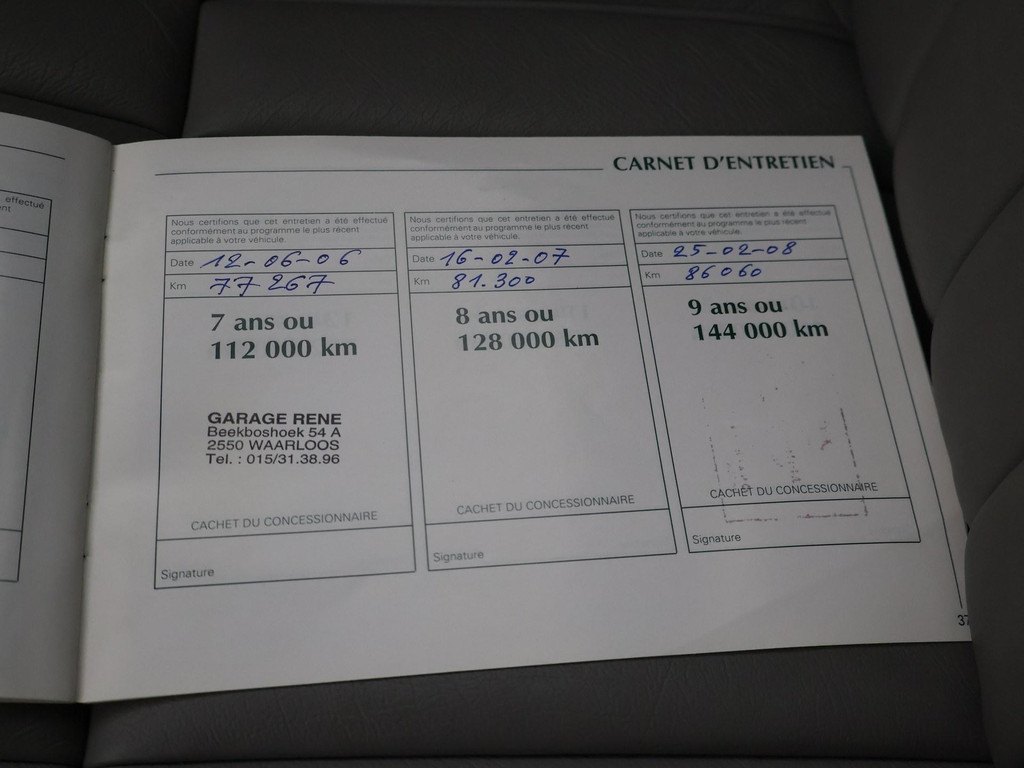 effectué
CARNET D'ENTRETIEN
Nous certifions que cet entretien a été effectué
conformément au programme le plus récent
applicable à votre véhicule.
Date 12-06-06
Km 77 267
7 ans ou
112 000 km
GARAGE RENE
Beekboshoek 54 A
2550 WAARLOOS
Tel. : 015/31.38.96
CACHET DU CONCESSIONNAIRE
Signature
Nous certifions que cet entretien a été effectué
conformément au programme le plus récent
applicable à votre véhicule.
Date 16-02-07
Km 81.300
8 ans ou
128 000 km
CACHET DU CONCESSIONNAIRE
Signature
Nous certifions que cet entretien a été effectué
conformément au programme le plus récent
applicable à votre véhicule.
Date 25-02-08
Km 86060
9 ans ou
144 000 km
CACHET DU CONCESSIONNAIRE
Signature
37